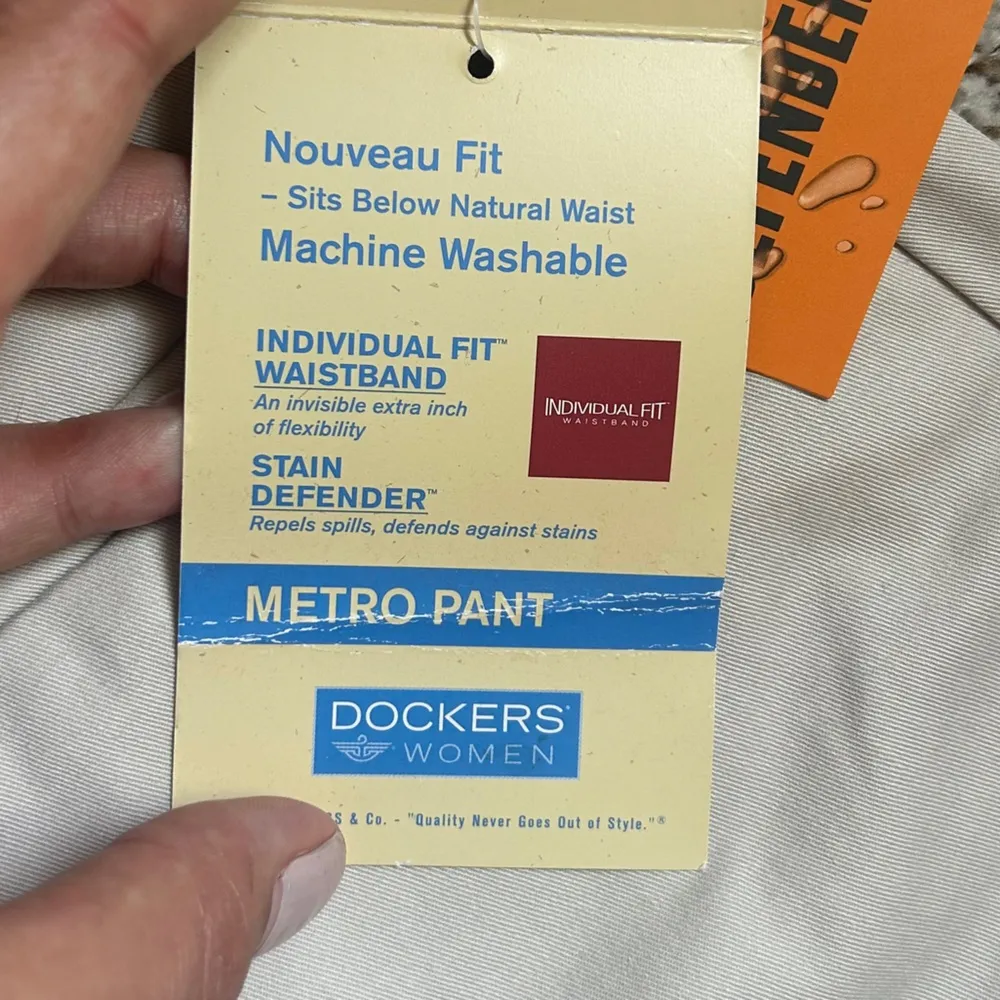 Nouveau Fit
– Sits Below Natural Waist
Machine Washable
INDIVIDUAL FIT™
WAISTBAND
An invisible extra inch
of flexibility
INDIVIDUAL FIT™
WAISTBAND
STAIN
DEFENDER™
Repels spills, defends against stains
METRO PANT
DOCKERS®
WOMEN
& Co. - "Quality Never Goes Out of Style."®